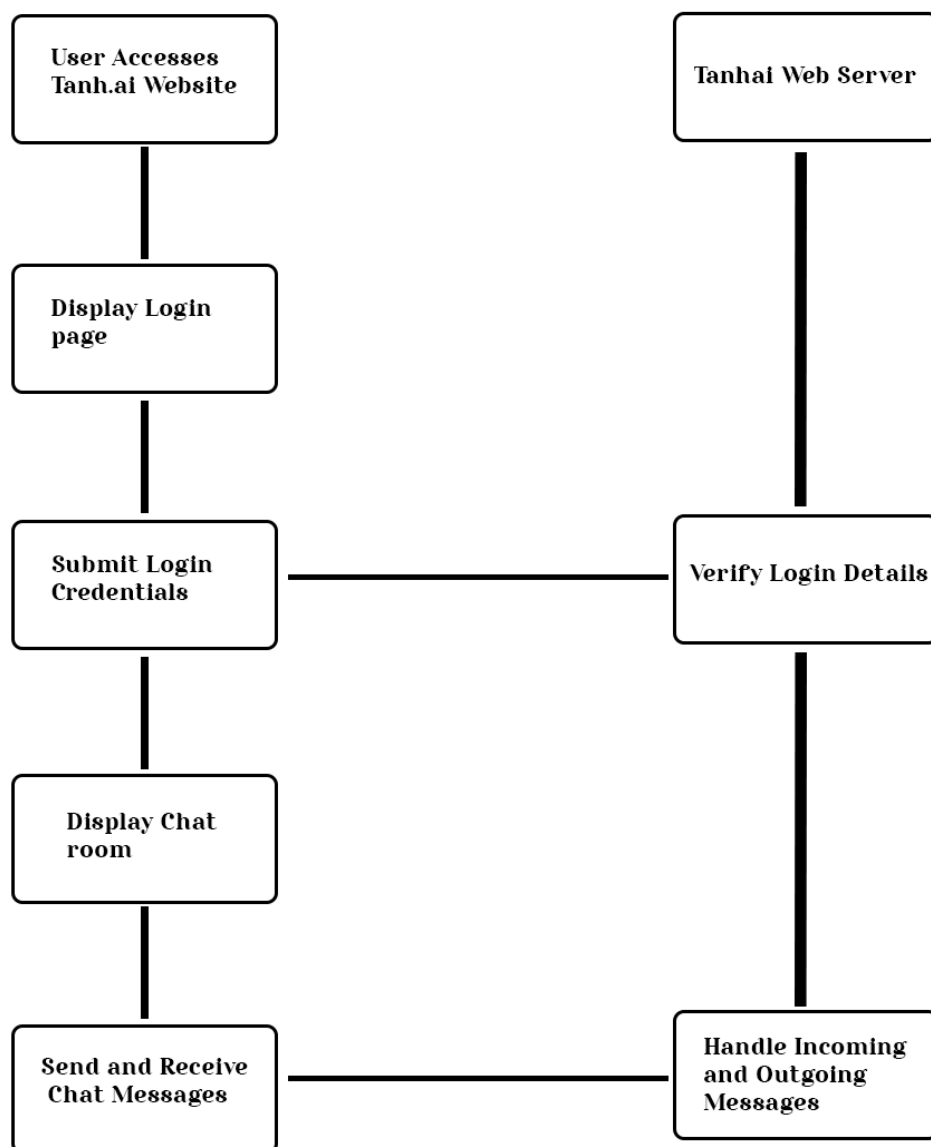 User Accesses
Tanh.ai Website
Tanhai Web Server
Display Login
page
Submit Login
Credentials
Verify Login Details
Display Chat
room
Send and Receive
Chat Messages
Handle Incoming
and Outgoing
Messages